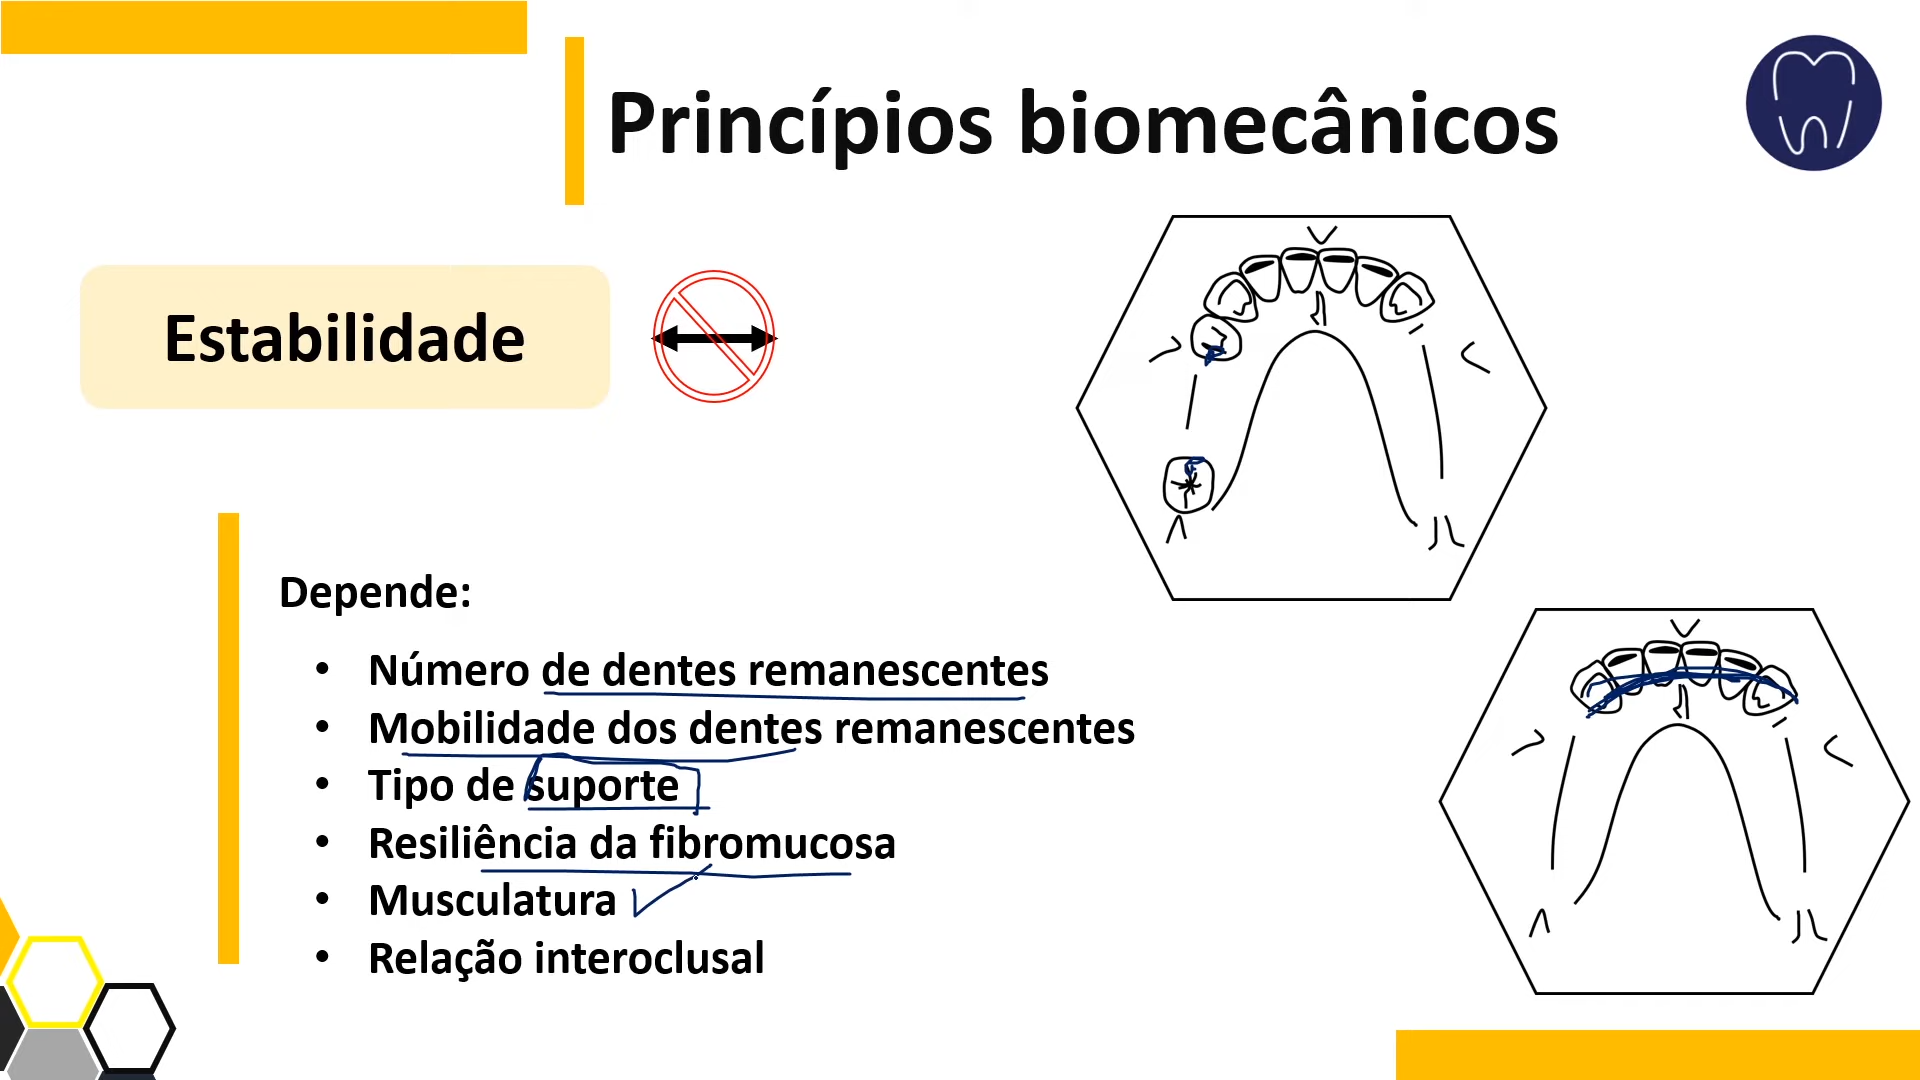 Princípios biomecânicos
Estabilidade
Depende:
• Número de dentes remanescentes
• Mobilidade dos dentes remanescentes
• Tipo de suporte
• Resiliência da fibromucosa
• Musculatura
• Relação interoclusal